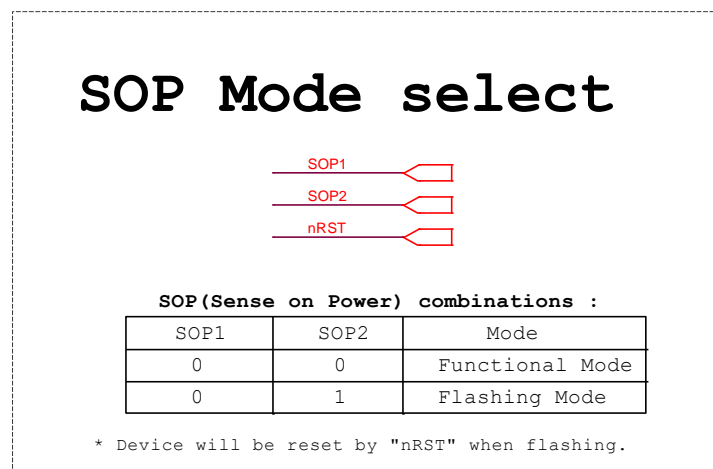 SOP Mode select
SOP1
SOP2
nRST
SOP(Sense on Power) combinations :
SOP1 SOP2 Mode
0 0 Functional Mode
0 1 Flashing Mode
* Device will be reset by "nRST" when flashing.